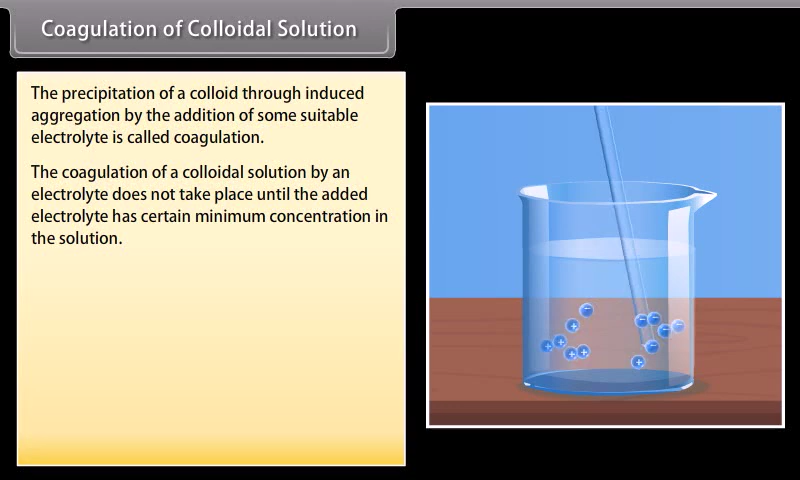 Coagulation of Colloidal Solution
The precipitation of a colloid through induced
aggregation by the addition of some suitable
electrolyte is called coagulation.
The coagulation of a colloidal solution by an
electrolyte does not take place until the added
electrolyte has certain minimum concentration in
the solution.